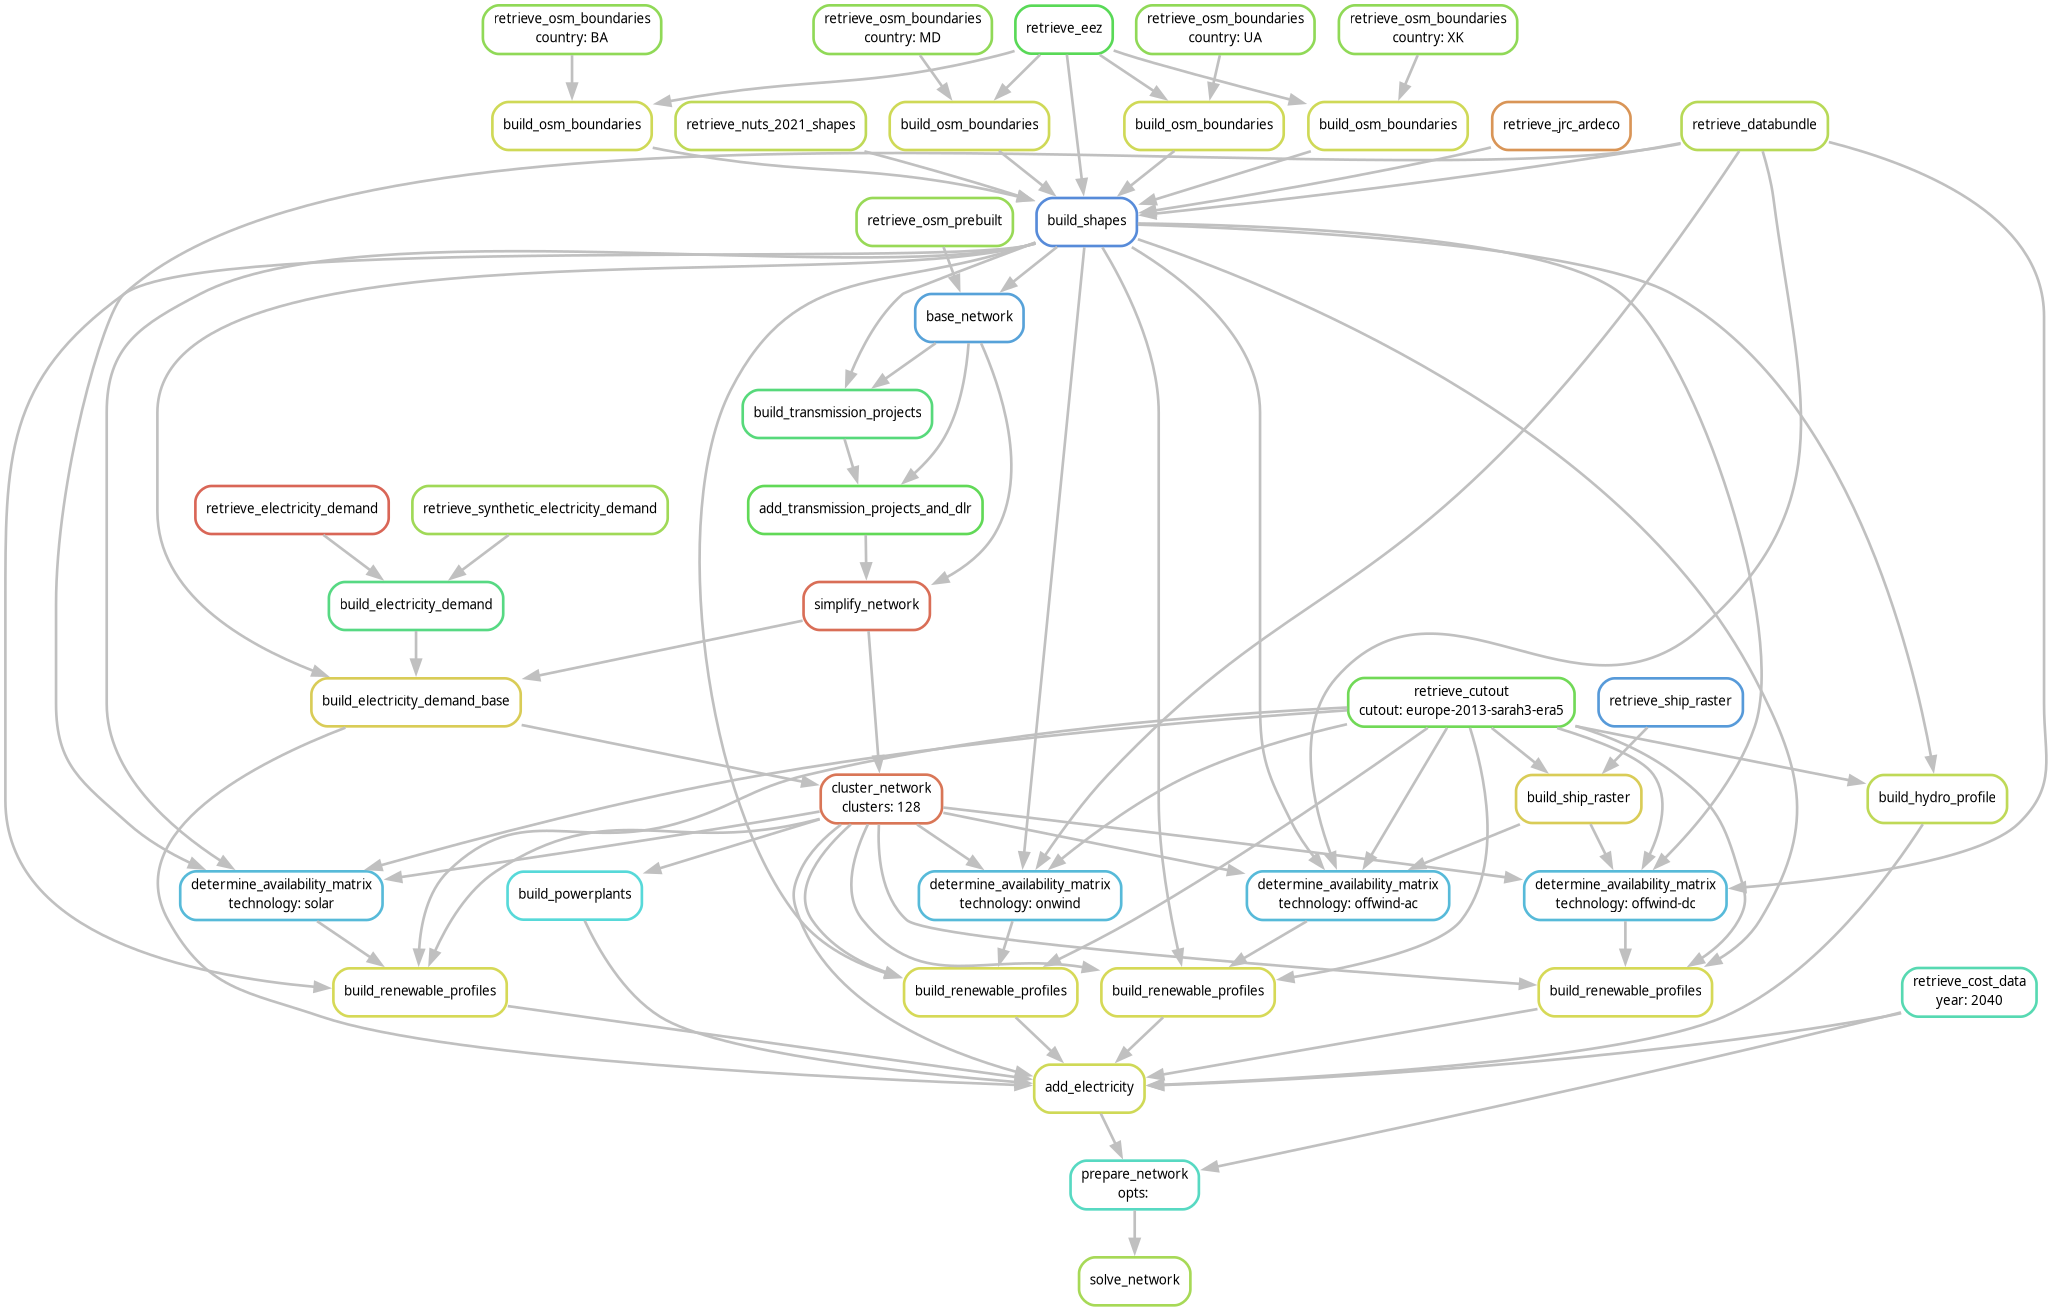 retrieve_osm_boundaries
country: BA
retrieve_osm_boundaries
country: MD
retrieve_eez
retrieve_osm_boundaries
country: UA
retrieve_osm_boundaries
country: XK
build_osm_boundaries
retrieve_nuts_2021_shapes
build_osm_boundaries
build_osm_boundaries
build_osm_boundaries
retrieve_jrc_ardeco
retrieve_databundle
retrieve_osm_prebuilt
build_shapes
base_network
build_transmission_projects
retrieve_electricity_demand
retrieve_synthetic_electricity_demand
add_transmission_projects_and_dlr
build_electricity_demand
simplify_network
build_electricity_demand_base
retrieve_cutout
cutout: europe-2013-sarah3-era5
retrieve_ship_raster
cluster_network
clusters: 128
build_ship_raster
build_hydro_profile
determine_availability_matrix
technology: solar
build_powerplants
determine_availability_matrix
technology: onwind
determine_availability_matrix
technology: offwind-ac
determine_availability_matrix
technology: offwind-dc
build_renewable_profiles
build_renewable_profiles
build_renewable_profiles
build_renewable_profiles
retrieve_cost_data
year: 2040
add_electricity
prepare_network
opts:
solve_network